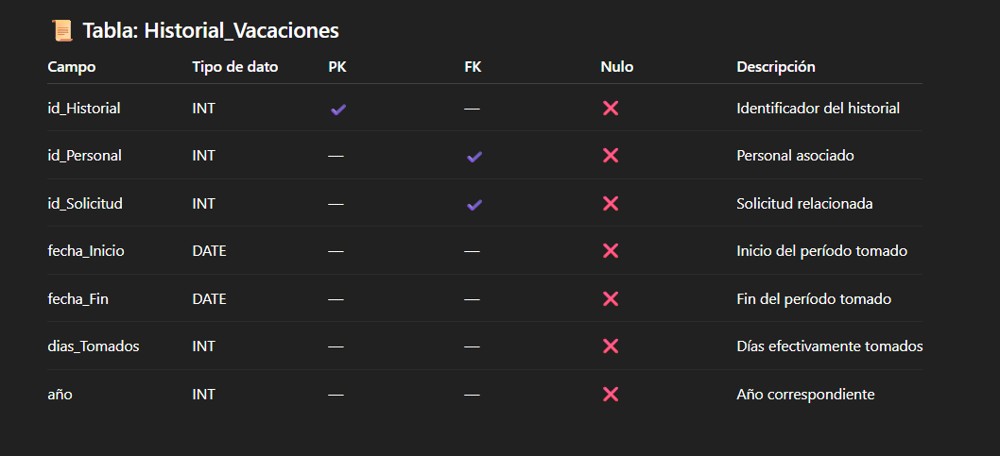 📜 Tabla: Historial_Vacaciones
Campo Tipo de dato PK FK Nulo Descripción
id_Historial INT ✔ — ❌ Identificador del historial
id_Personal INT — ✔ ❌ Personal asociado
id_Solicitud INT — ✔ ❌ Solicitud relacionada
fecha_Inicio DATE — — ❌ Inicio del período tomado
fecha_Fin DATE — — ❌ Fin del período tomado
dias_Tomados INT — — ❌ Días efectivamente tomados
año INT — — ❌ Año correspondiente